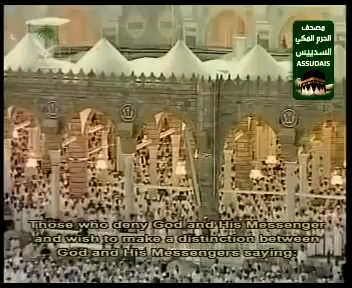 مصحف
الحرم المكي
السديس
ASSUDAIS
Those who deny God and His Messenger
and wish to make a distinction between
God and His Messengers saying: